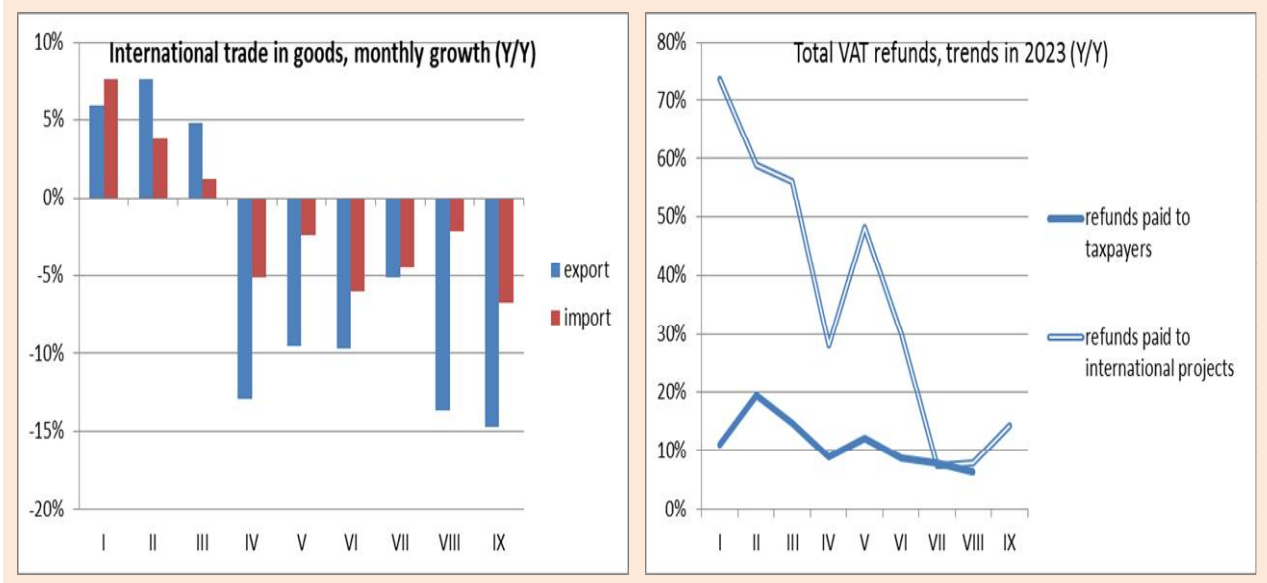 International trade in goods, monthly growth (Y/Y)
10%
5%
0%
-5%
-10%
-15%
-20%
I II III IV V VI VII VIII IX
export
import
Total VAT refunds, trends in 2023 (Y/Y)
80%
70%
60%
50%
40%
30%
20%
10%
0%
I II III IV V VI VII VIII IX
refunds paid to
taxpayers
refunds paid to
international projects